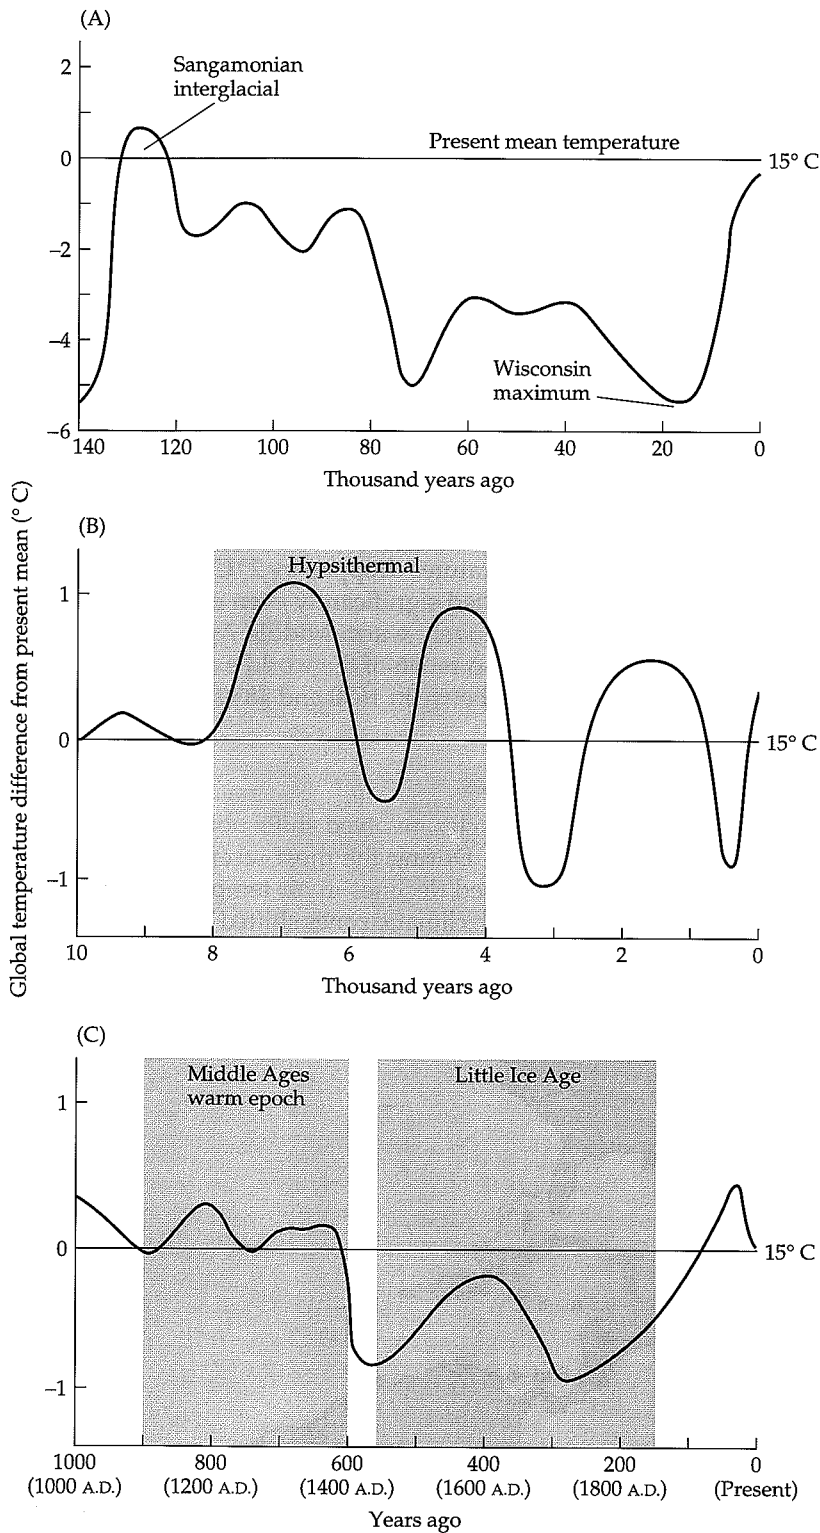 (A)
Sangamonian
interglacial
Present mean temperature
15° C
2
0
−2
−4
−6
140 120 100 80 60 40 20 0
Thousand years ago
Global temperature difference from present mean (° C)
(B)
Hypsithermal
1
0
−1
15° C
10 8 6 4 2 0
Thousand years ago
Wisconsin
maximum
(C)
Middle Ages
warm epoch
Little Ice Age
1
0
−1
15° C
1000 800 600 400 200 0
(1000 A.D.) (1200 A.D.) (1400 A.D.) (1600 A.D.) (1800 A.D.) (Present)
Years ago